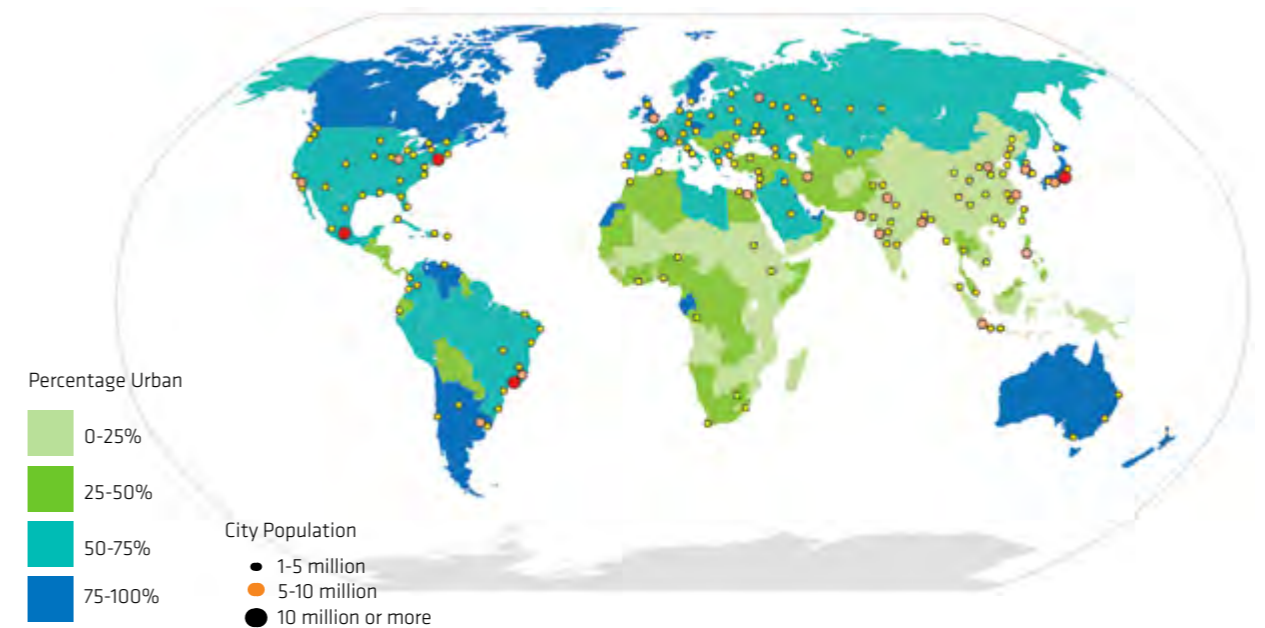 Percentage Urban
0-25%
25-50%
50-75%
75-100%
City Population
1-5 million
5-10 million
10 million or more